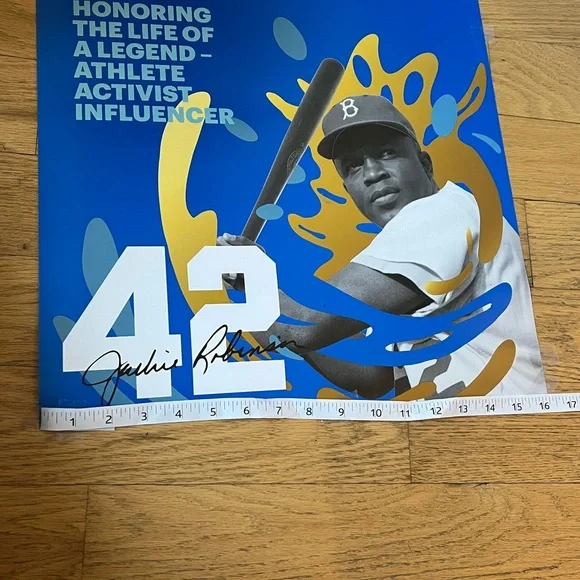 HONORING
THE LIFE OF
A LEGEND –
ATHLETE
ACTIVIST
INFLUENCER
B
42
Jackie Robinson
1 2 3 4 5 6 7 8 9 10 11 12 13 14 15 16 17